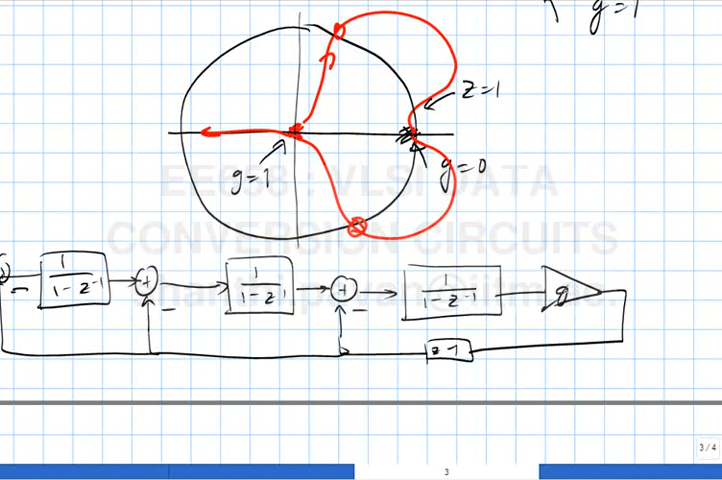 g=1
z=1
g=0
g=1
EE658 : VLSI DATA
CONVERSION CIRCUITS
1
1-z⁻¹
+
-
1
1-z⁻¹
+
-
1
1-z⁻¹
g
z-1
3/4
3